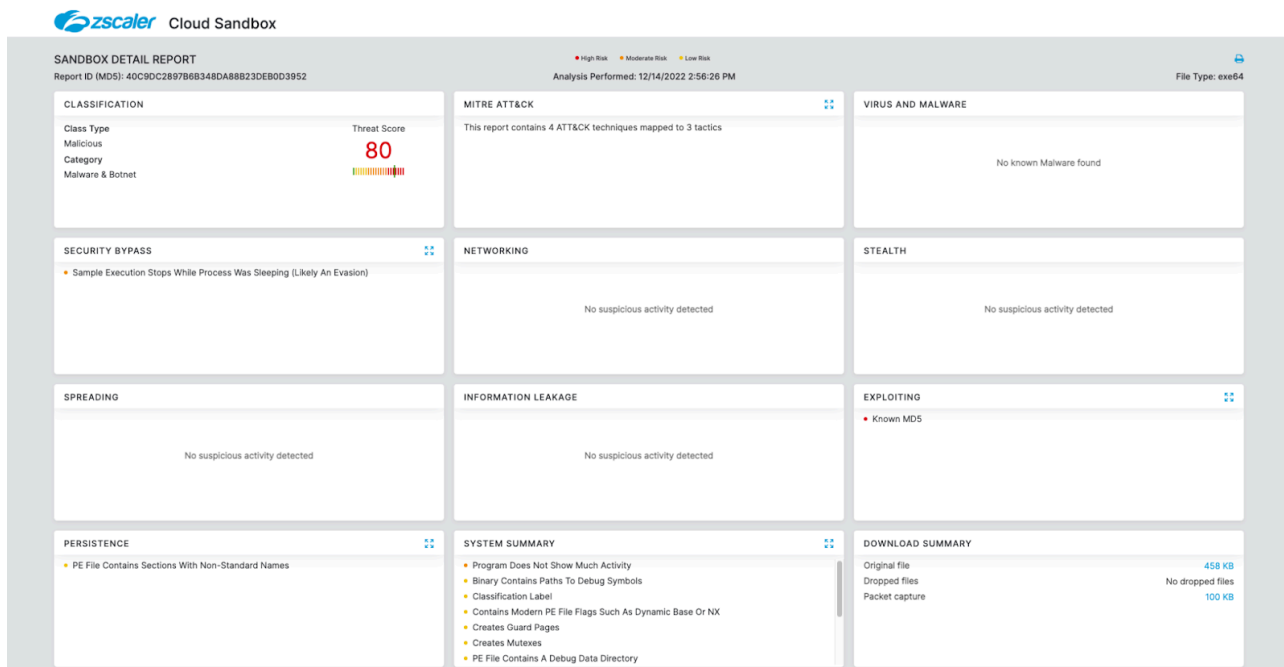 zscaler Cloud Sandbox
SANDBOX DETAIL REPORT
Report ID (MD5): 40C9DC2897B6B348DA88B23DEB0D3952
High Risk Moderate Risk Low Risk
Analysis Performed: 12/14/2022 2:56:26 PM
File Type: exe64
CLASSIFICATION
Class Type
Malicious
Category
Malware & Botnet
Threat Score
80
MITRE ATT&CK
This report contains 4 ATT&CK techniques mapped to 3 tactics
VIRUS AND MALWARE
No known Malware found
SECURITY BYPASS
Sample Execution Stops While Process Was Sleeping (Likely An Evasion)
NETWORKING
No suspicious activity detected
STEALTH
No suspicious activity detected
SPREADING
No suspicious activity detected
INFORMATION LEAKAGE
No suspicious activity detected
EXPLOITING
Known MD5
PERSISTENCE
PE File Contains Sections With Non-Standard Names
SYSTEM SUMMARY
Program Does Not Show Much Activity
Binary Contains Paths To Debug Symbols
Classification Label
Contains Modern PE File Flags Such As Dynamic Base Or NX
Creates Guard Pages
Creates Mutexes
PE File Contains A Debug Data Directory
DOWNLOAD SUMMARY
Original file 458 KB
Dropped files No dropped files
Packet capture 100 KB